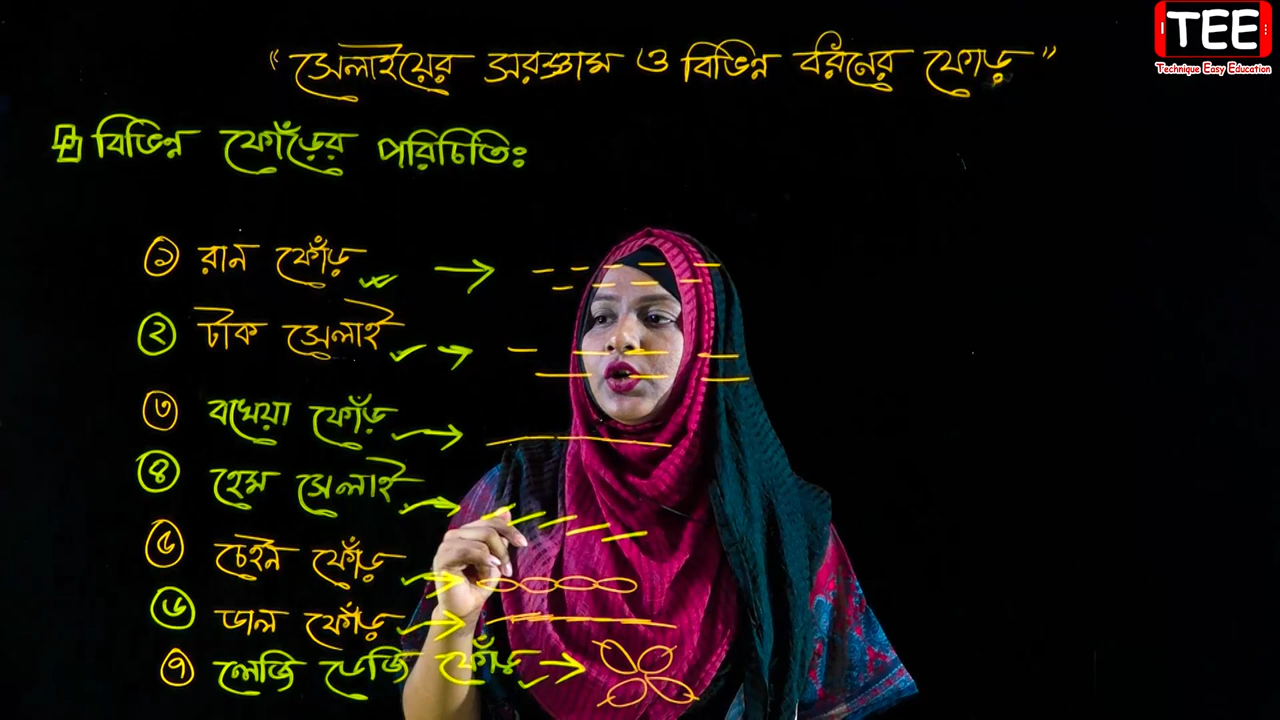 TEE
Technique Easy Education
"সেলাইয়ের সরঞ্জাম ও বিভিন্ন ধরনের ফোড়"
বিভিন্ন ফোঁড়ের পরিচিতিঃ
১ রান ফোঁড়
২ টাক সেলাই
৩ বখেয়া ফোঁড়
৪ হেম সেলাই
৫ চেইন ফোঁড়
৬ ডাল ফোঁড়
৭ লেজি ডেজি ফোঁড়